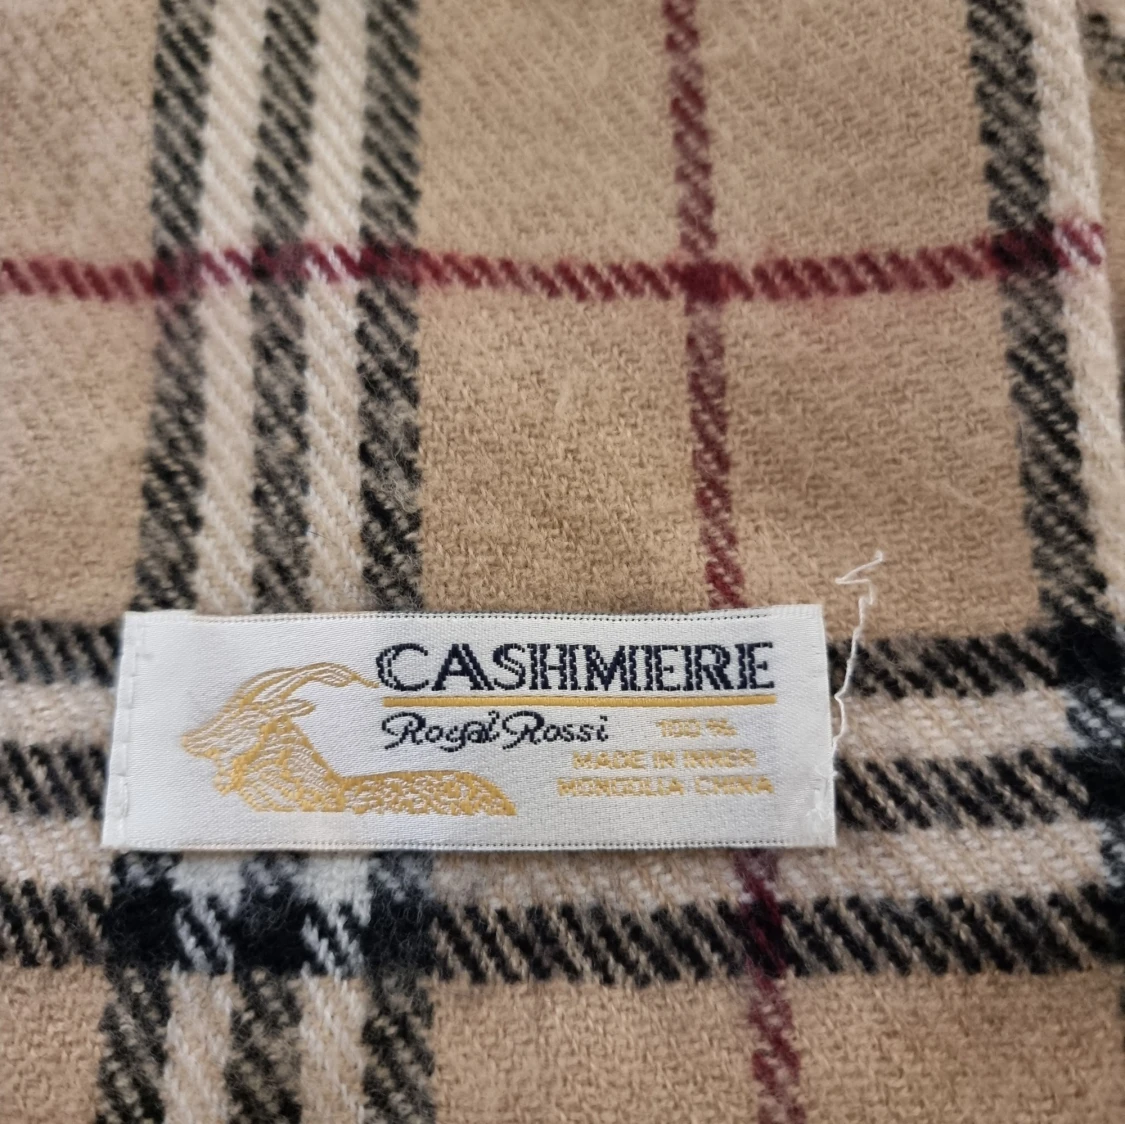 CASHMERE
Royal Rossi 100%
MADE IN INNER
MONGOLIA CHINA